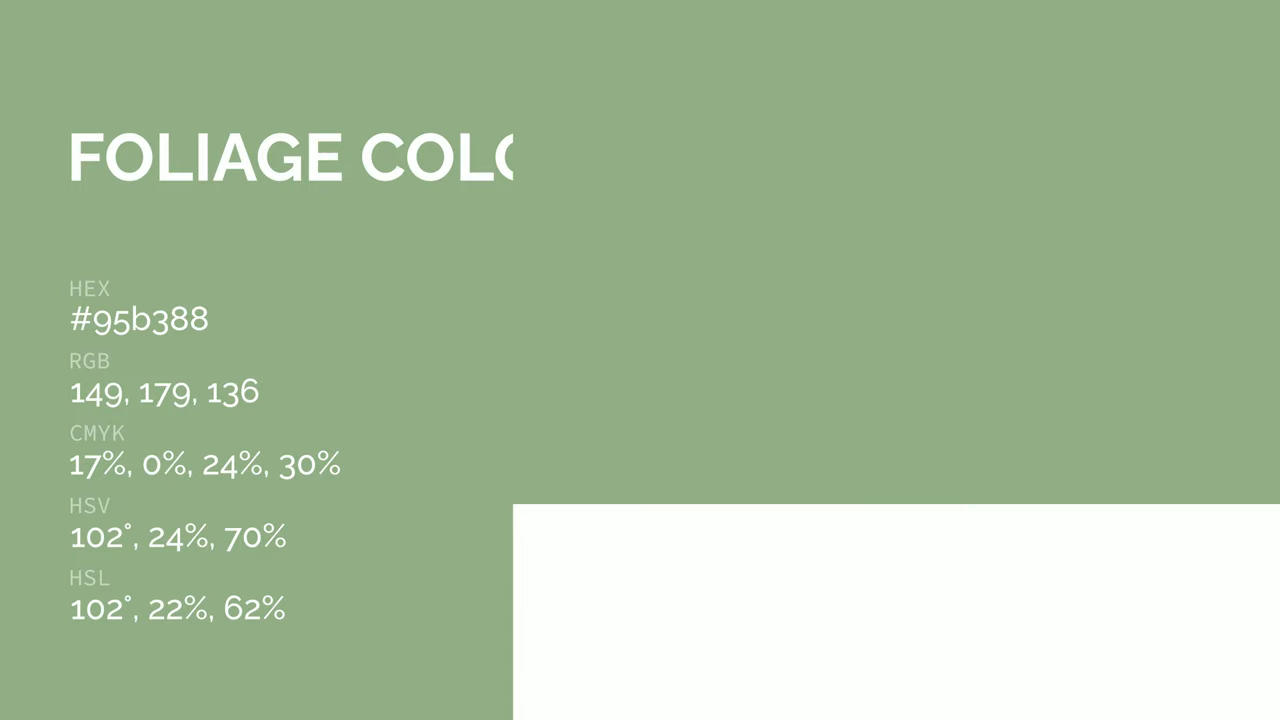 FOLIAGE COL
HEX
#95b388
RGB
149, 179, 136
CMYK
17%, 0%, 24%, 30%
HSV
102°, 24%, 70%
HSL
102°, 22%, 62%